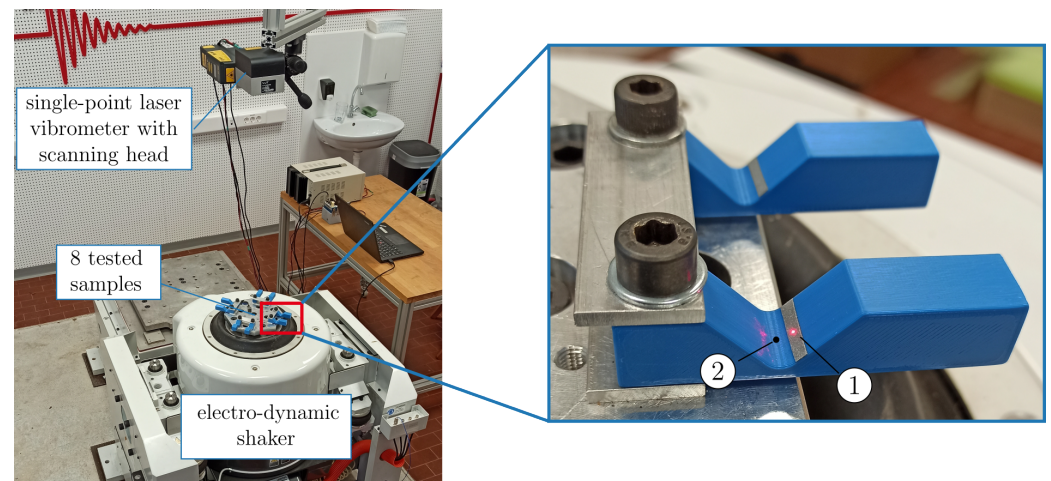 single-point laser
vibrometer with
scanning head
8 tested
samples
electro-dynamic
shaker
2
1